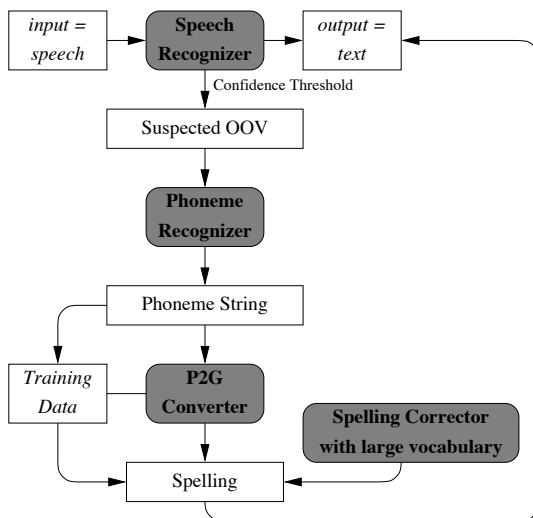 input =
speech
Speech
Recognizer
output =
text
Confidence Threshold
Suspected OOV
Phoneme
Recognizer
Phoneme String
Training
Data
P2G
Converter
Spelling Corrector
with large vocabulary
Spelling